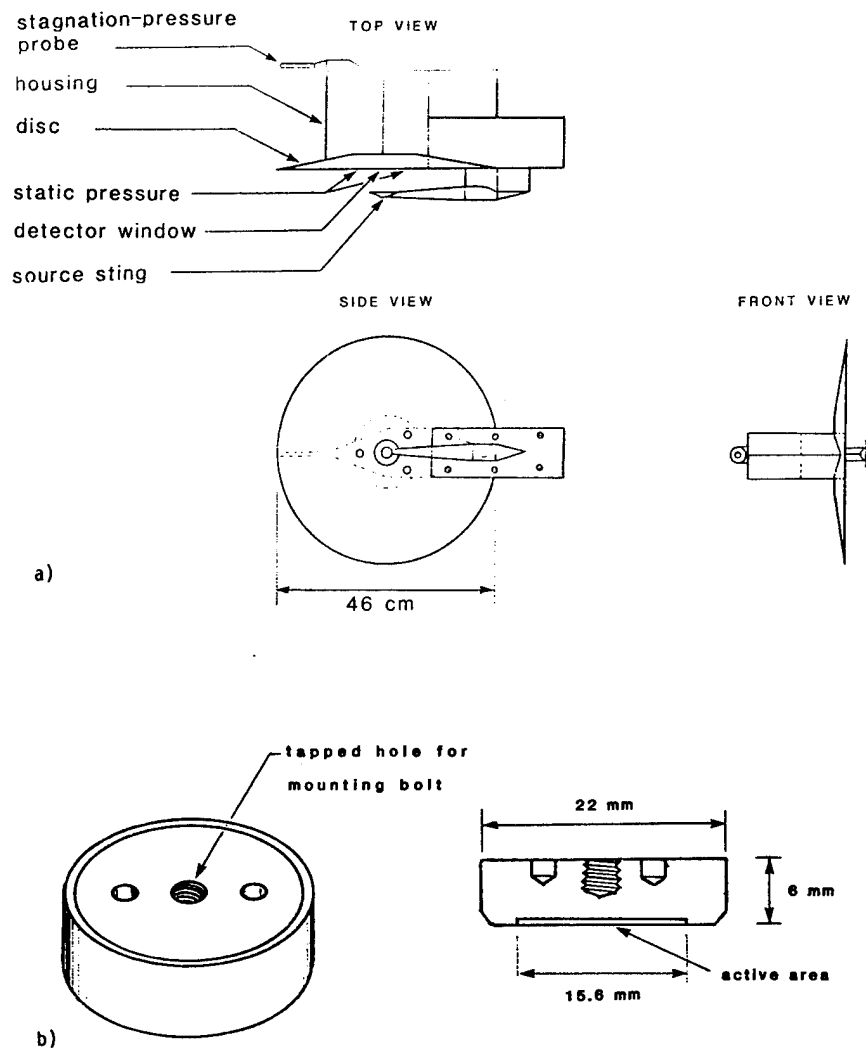 stagnation-pressure
probe
TOP VIEW
housing
disc
static pressure
detector window
source sting
SIDE VIEW
FRONT VIEW
46 cm
a)
tapped hole for
mounting bolt
22 mm
6 mm
active area
15.6 mm
b)